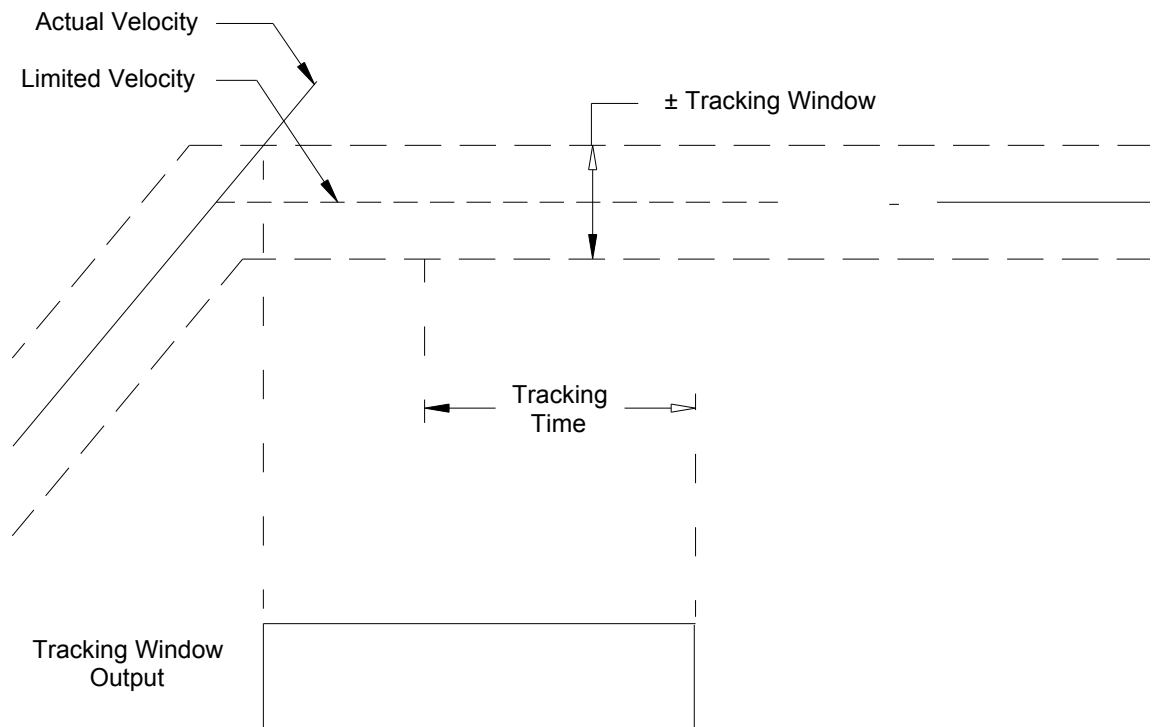 Actual Velocity
Limited Velocity
± Tracking Window
Tracking
Time
Tracking Window
Output